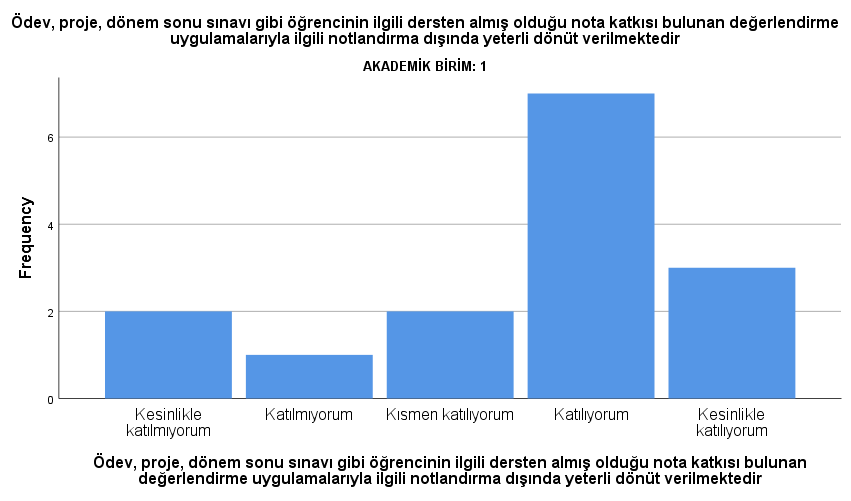 Ödev, proje, dönem sonu sınavı gibi öğrencinin ilgili dersten almış olduğu nota katkısı bulunan değerlendirme
uygulamalarıyla ilgili notlandırma dışında yeterli dönüt verilmektedir
AKADEMİK BİRİM: 1
Frequency
6
4
2
0
Kesinlikle
katılmıyorum
Katılmıyorum
Kısmen katılıyorum
Katılıyorum
Kesinlikle
katılıyorum
Ödev, proje, dönem sonu sınavı gibi öğrencinin ilgili dersten almış olduğu nota katkısı bulunan
değerlendirme uygulamalarıyla ilgili notlandırma dışında yeterli dönüt verilmektedir